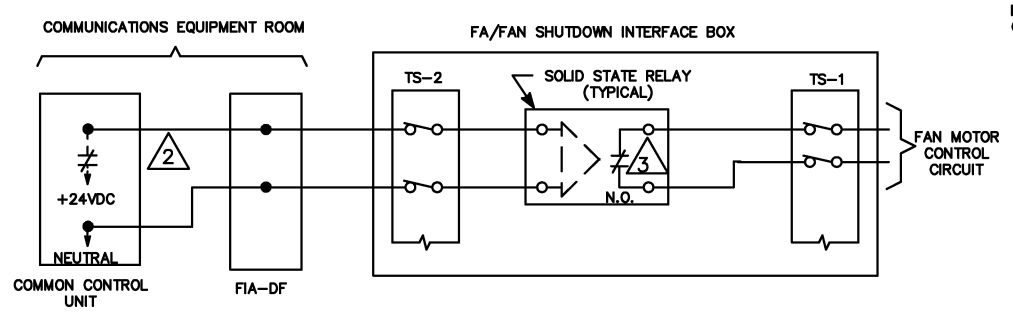 COMMUNICATIONS EQUIPMENT ROOM
FA/FAN SHUTDOWN INTERFACE BOX
TS-2
SOLID STATE RELAY
(TYPICAL)
TS-1
2
3
+24VDC
N.O.
FAN MOTOR
CONTROL
CIRCUIT
NEUTRAL
COMMON CONTROL
UNIT
FIA-DF